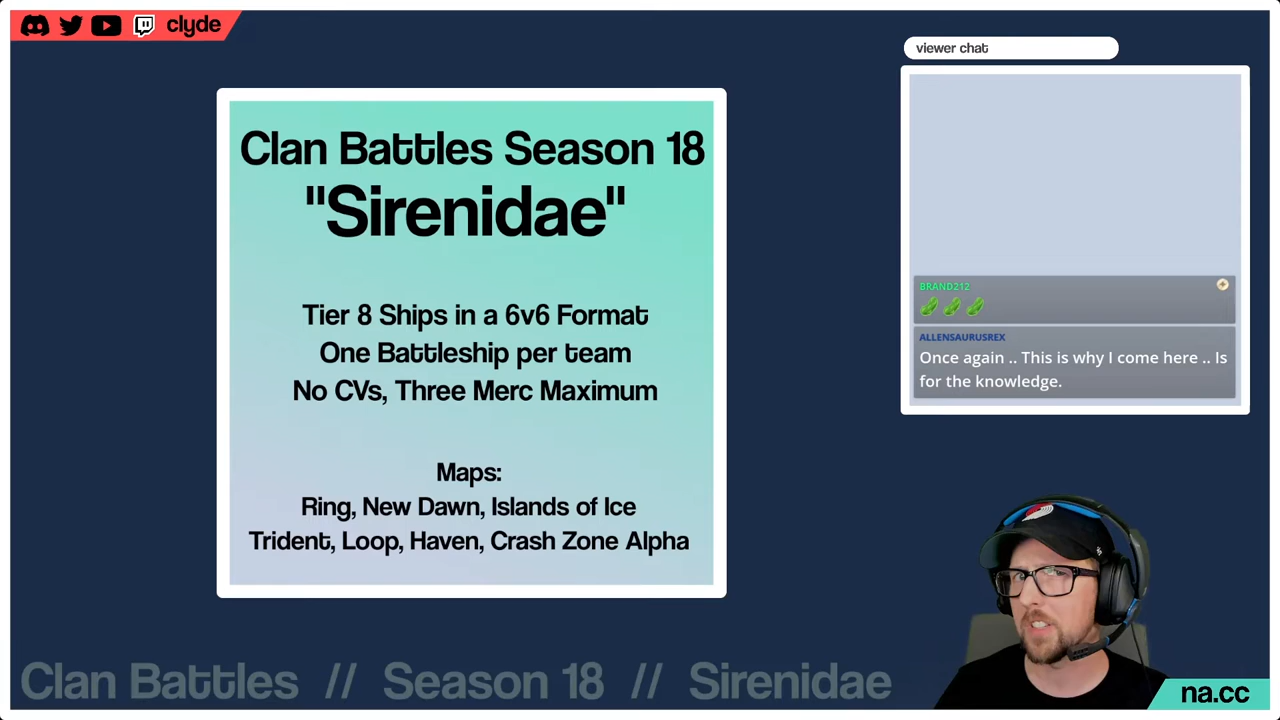 clyde
viewer chat
Clan Battles Season 18
"Sirenidae"
Tier 8 Ships in a 6v6 Format
One Battleship per team
No CVs, Three Merc Maximum
Maps:
Ring, New Dawn, Islands of Ice
Trident, Loop, Haven, Crash Zone Alpha
BRAND212
ALLENSAURUSREX
Once again .. This is why I come here .. Is
for the knowledge.
Clan Battles // Season 18 // Sirenidae
na.cc